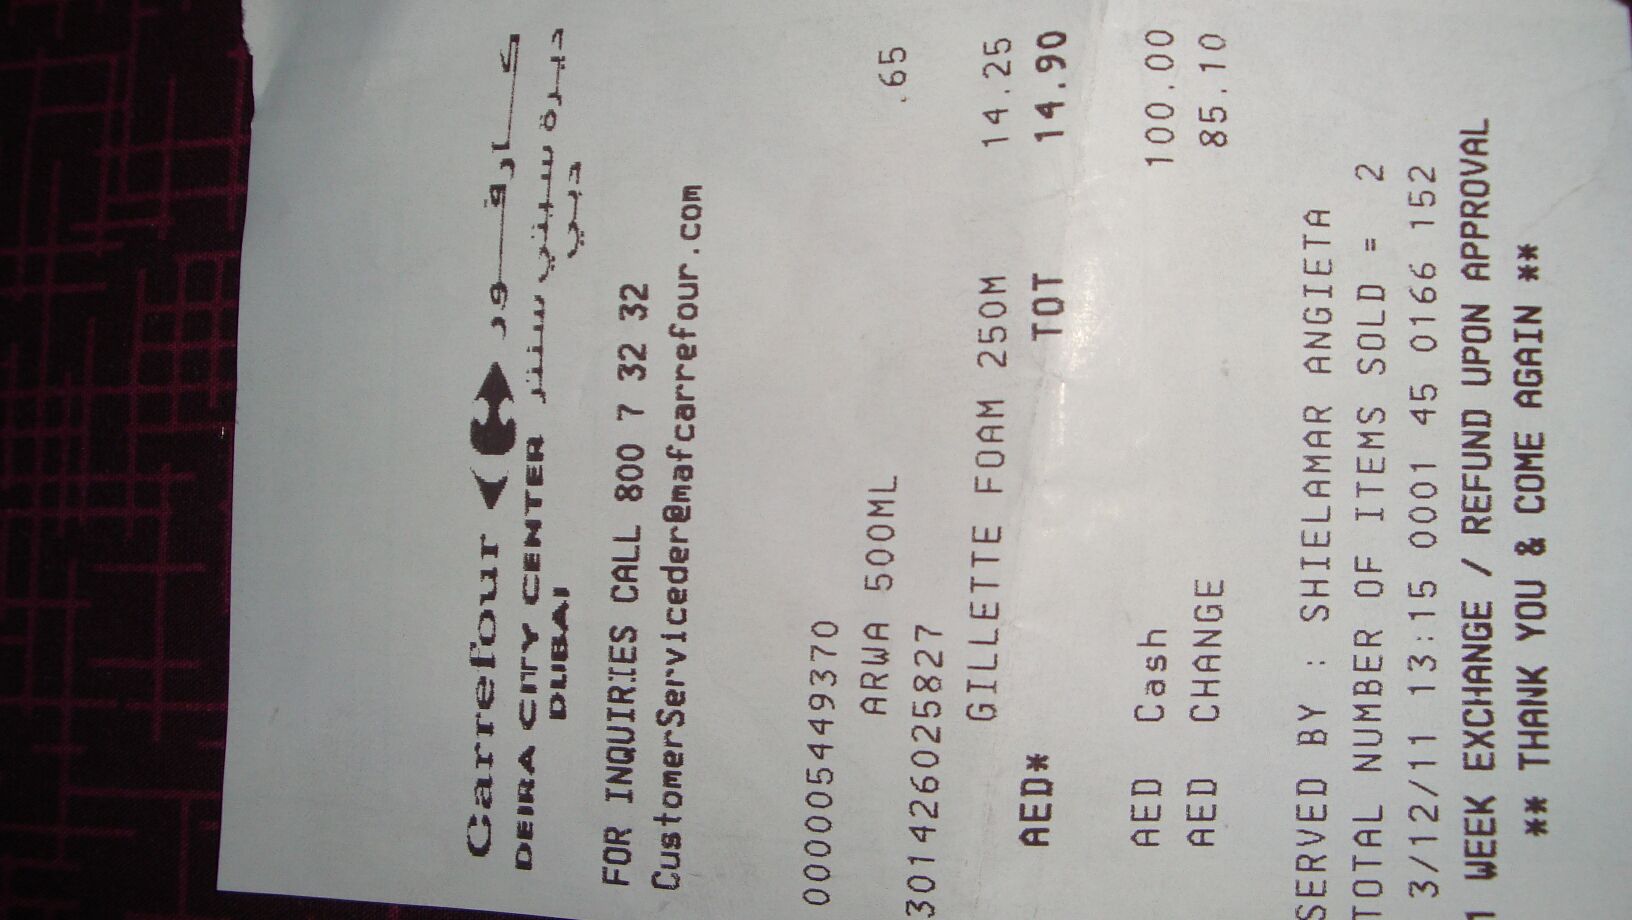 Carrefour كارفور
DEIRA CITY CENTER ديرة سيتي سنتر
DUBAI دبي
FOR INQUIRIES CALL 800 7 32 32
CustomerServiceder@mafcarrefour.com
0000054493​70
ARWA 500ML .65
3014260258827
GILLETTE FOAM 250M 14.25
AED* TOT 14.90
AED Cash 100.00
AED CHANGE 85.10
SERVED BY : SHIELAMAR ANGIETA
TOTAL NUMBER OF ITEMS SOLD = 2
3/12/11 13:15 0001 45 0166 152
1 WEEK EXCHANGE / REFUND UPON APPROVAL
** THANK YOU & COME AGAIN **